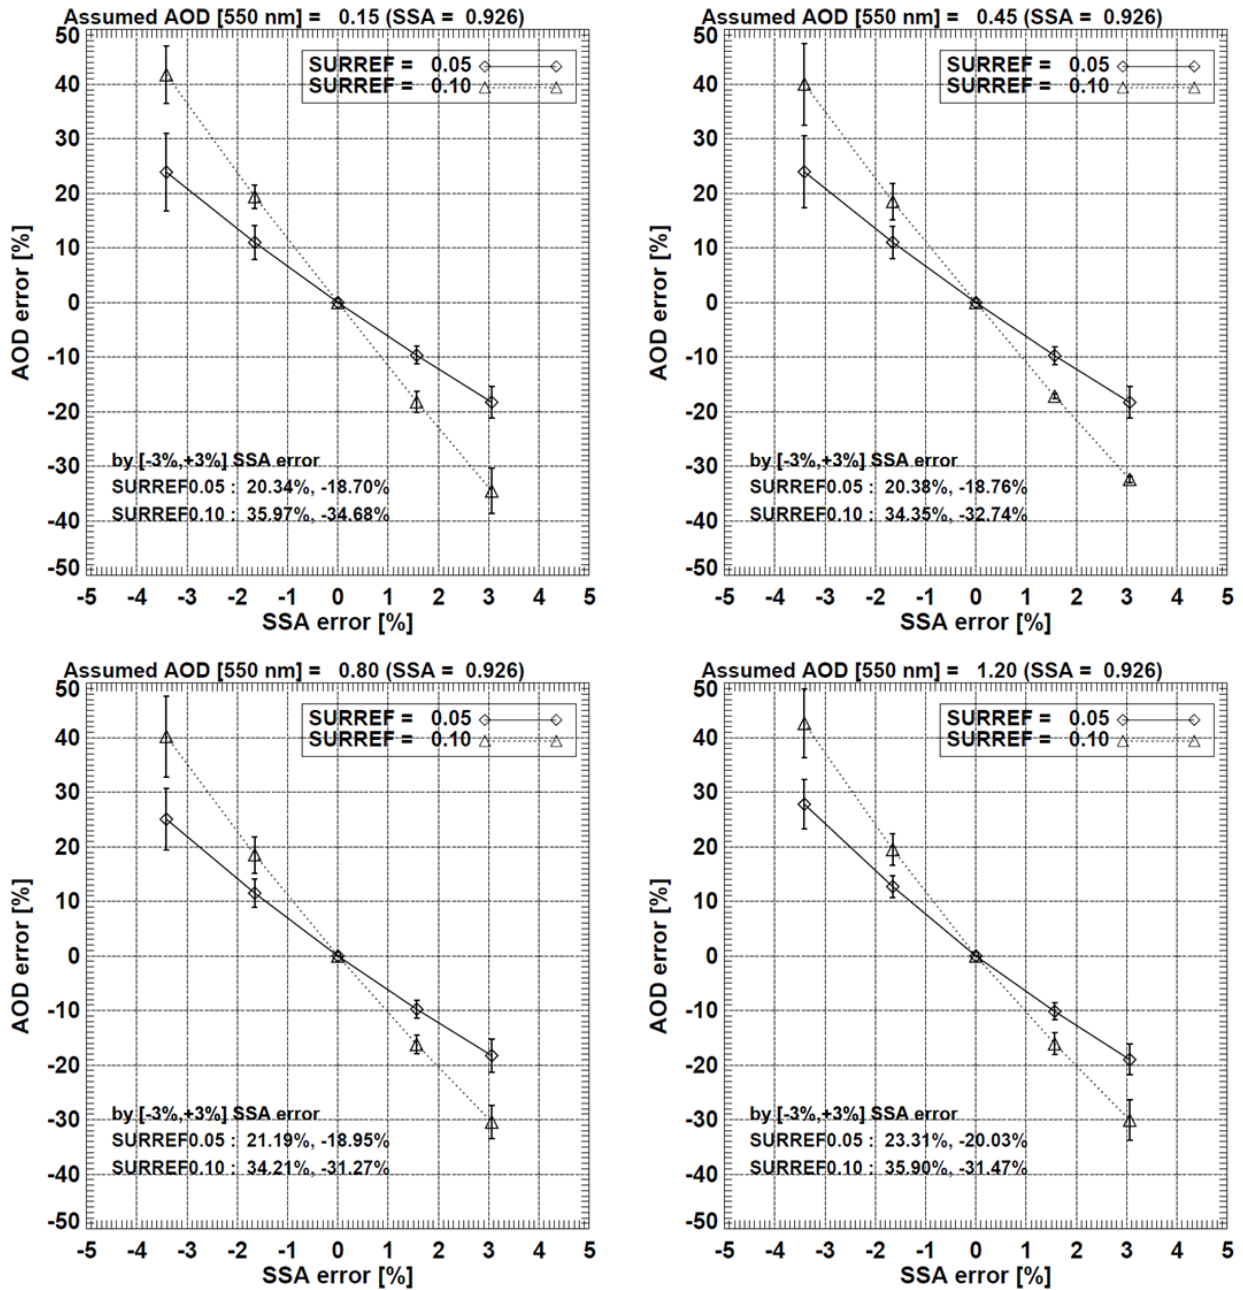 Assumed AOD [550 nm] = 0.15 (SSA = 0.926)
SURREF = 0.05
SURREF = 0.10
50
40
30
20
10
0
-10
-20
-30
-40
-50
AOD error [%]
by [-3%,+3%] SSA error
SURREF0.05 : 20.34%, -18.70%
SURREF0.10 : 35.97%, -34.68%
-5 -4 -3 -2 -1 0 1 2 3 4 5
SSA error [%]
Assumed AOD [550 nm] = 0.45 (SSA = 0.926)
SURREF = 0.05
SURREF = 0.10
50
40
30
20
10
0
-10
-20
-30
-40
-50
AOD error [%]
by [-3%,+3%] SSA error
SURREF0.05 : 20.38%, -18.76%
SURREF0.10 : 34.35%, -32.74%
-5 -4 -3 -2 -1 0 1 2 3 4 5
SSA error [%]
Assumed AOD [550 nm] = 0.80 (SSA = 0.926)
SURREF = 0.05
SURREF = 0.10
50
40
30
20
10
0
-10
-20
-30
-40
-50
AOD error [%]
by [-3%,+3%] SSA error
SURREF0.05 : 21.19%, -18.95%
SURREF0.10 : 34.21%, -31.27%
-5 -4 -3 -2 -1 0 1 2 3 4 5
SSA error [%]
Assumed AOD [550 nm] = 1.20 (SSA = 0.926)
SURREF = 0.05
SURREF = 0.10
50
40
30
20
10
0
-10
-20
-30
-40
-50
AOD error [%]
by [-3%,+3%] SSA error
SURREF0.05 : 23.31%, -20.03%
SURREF0.10 : 35.90%, -31.47%
-5 -4 -3 -2 -1 0 1 2 3 4 5
SSA error [%]